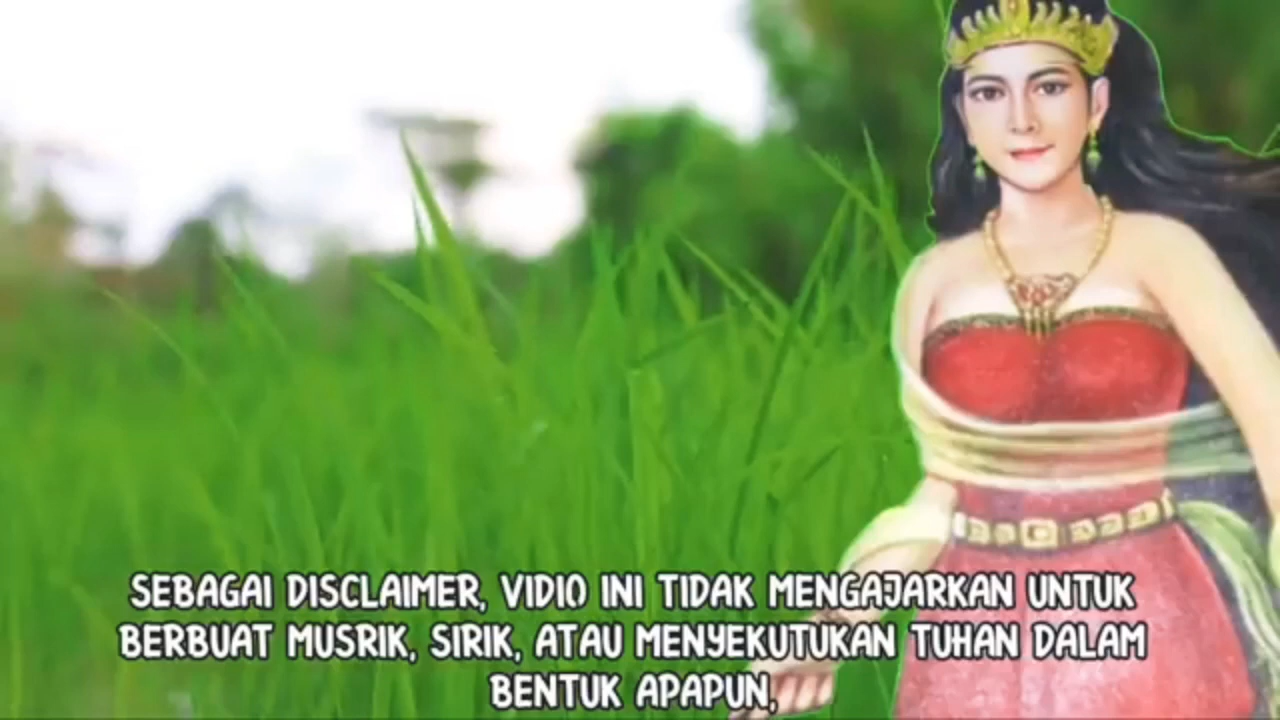 SEBAGAI DISCLAIMER, VIDIO INI TIDAK MENGAJARKAN UNTUK
BERBUAT MUSRIK, SIRIK, ATAU MENYEKUTUKAN TUHAN DALAM
BENTUK APAPUN,